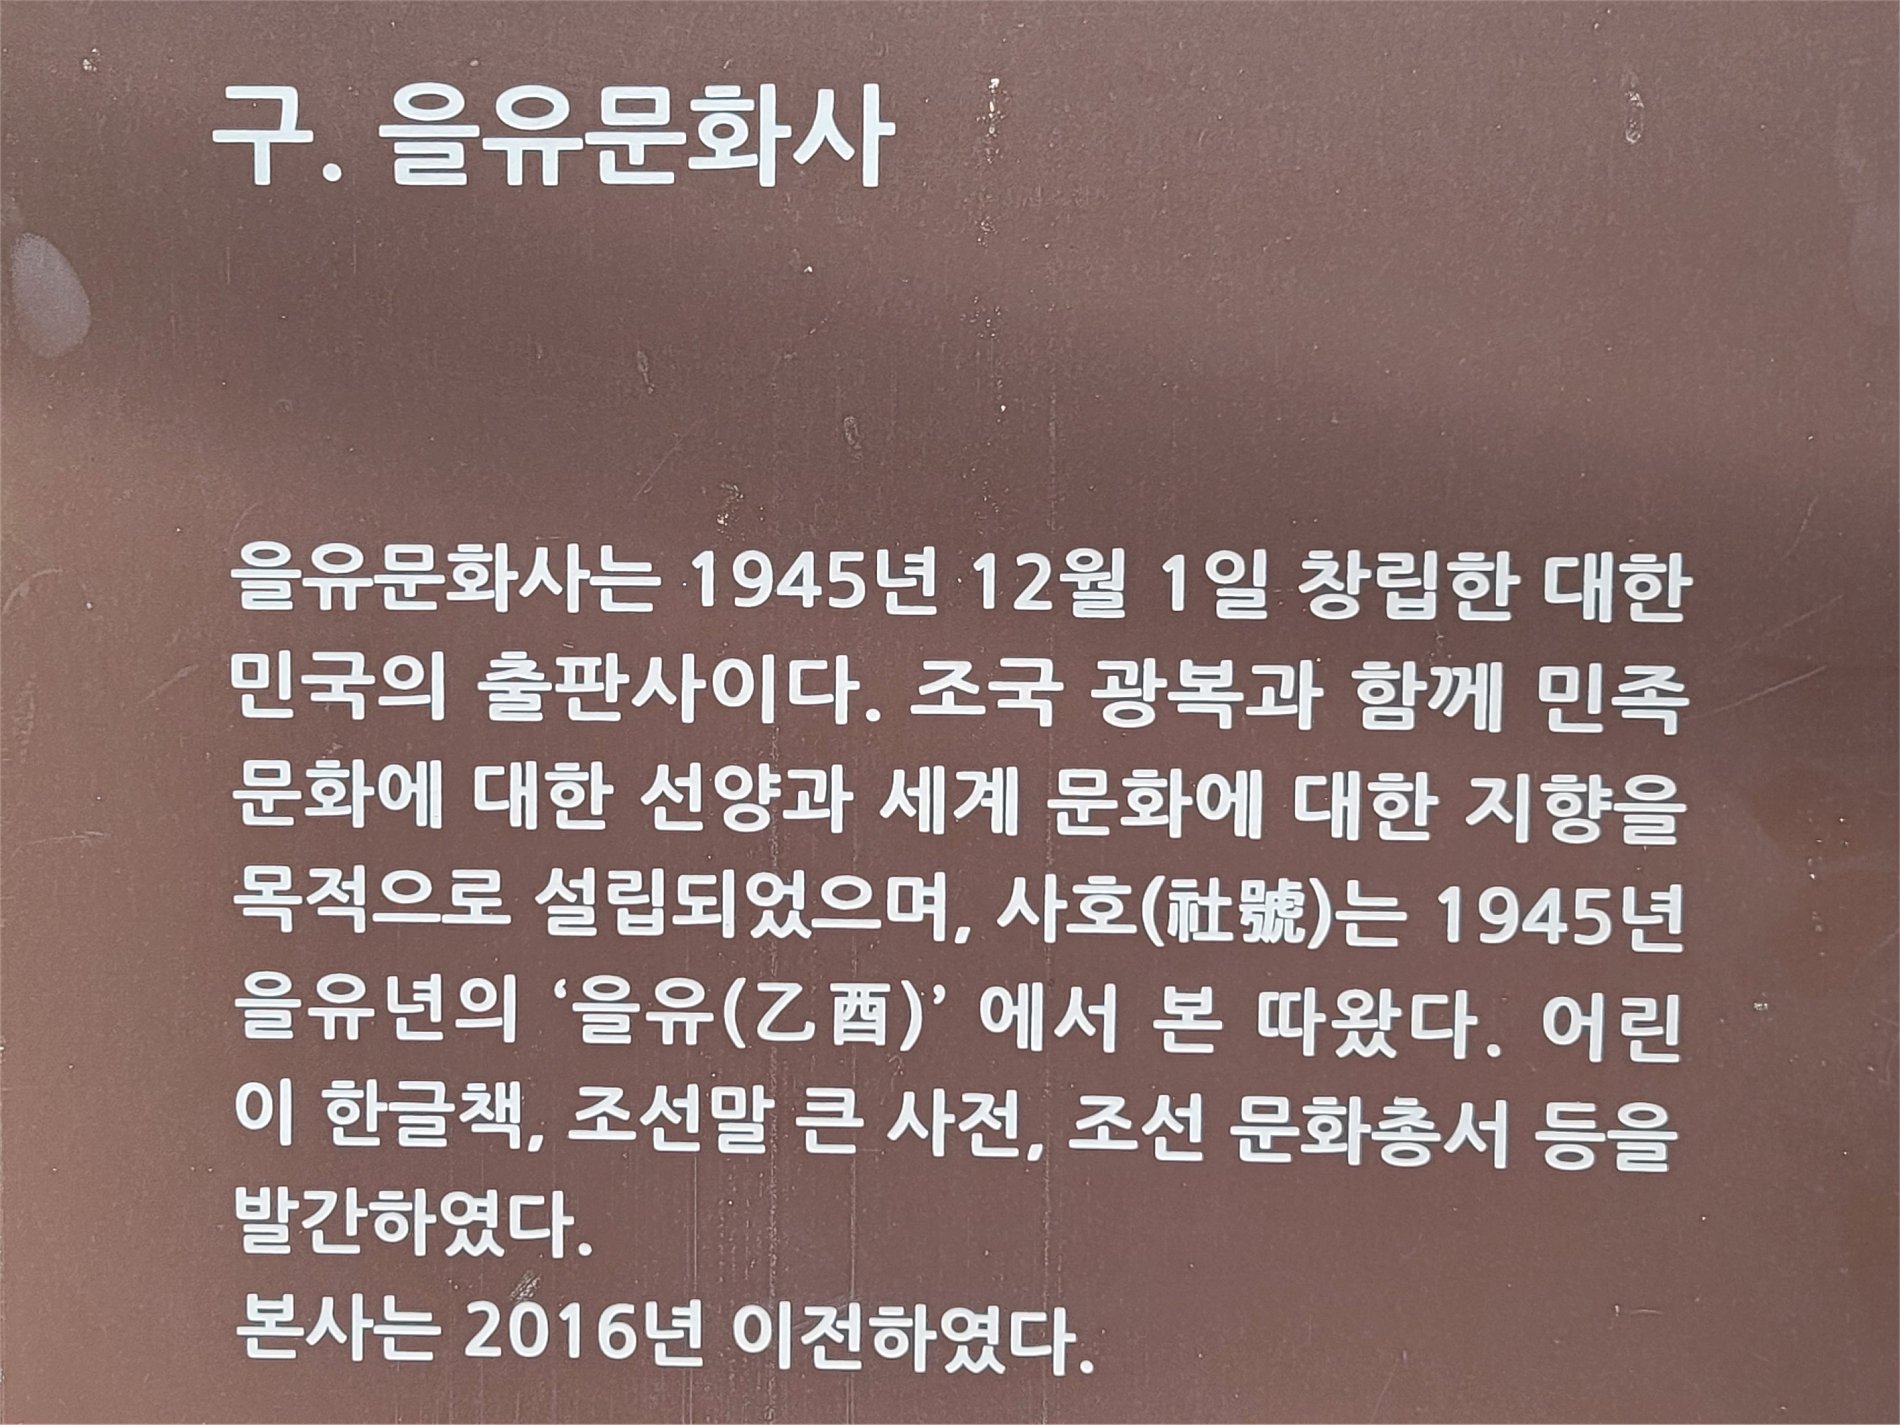 구. 을유문화사
을유문화사는 1945년 12월 1일 창립한 대한
민국의 출판사이다. 조국 광복과 함께 민족
문화에 대한 선양과 세계 문화에 대한 지향을
목적으로 설립되었으며, 사호(社號)는 1945년
을유년의 ‘을유(乙酉)’ 에서 본 따왔다. 어린
이 한글책, 조선말 큰 사전, 조선 문화총서 등을
발간하였다.
본사는 2016년 이전하였다.